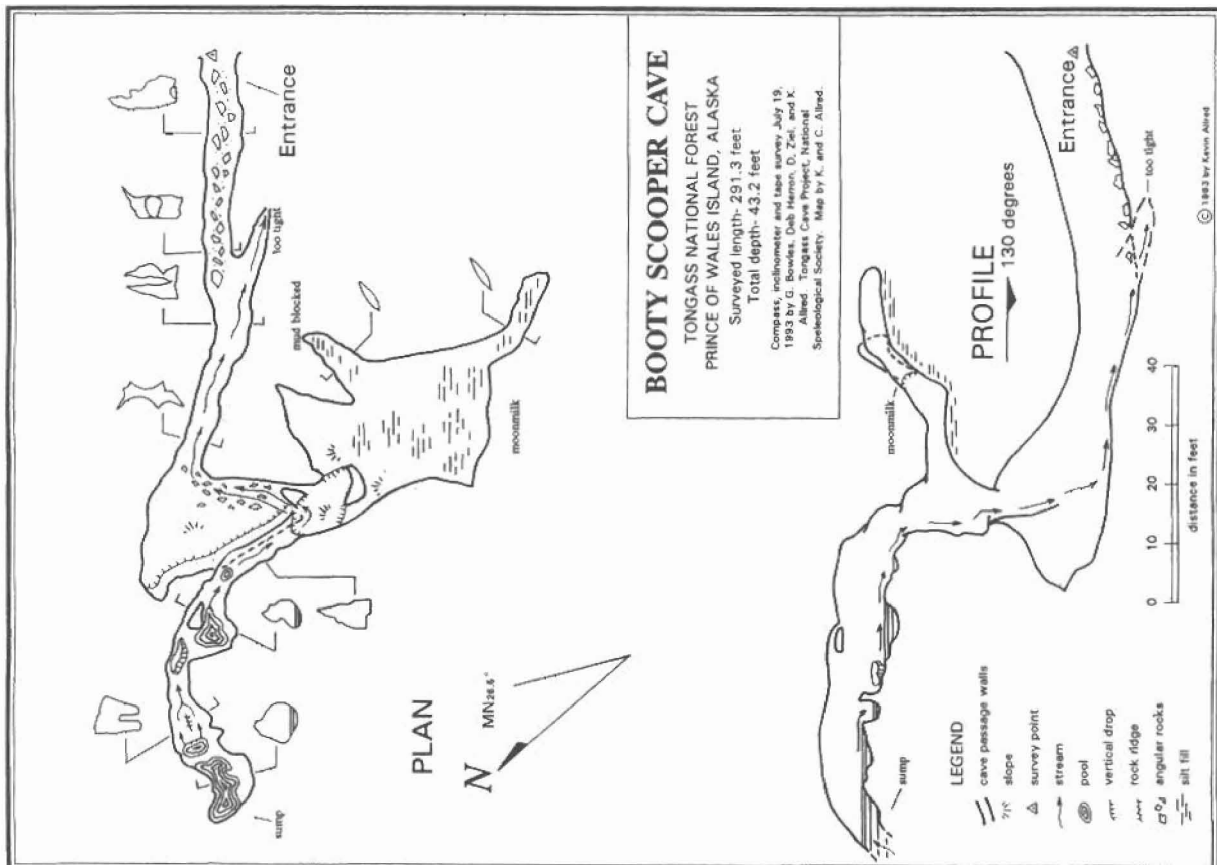 BOOTY SCOOPER CAVE
TONGASS NATIONAL FOREST
PRINCE OF WALES ISLAND, ALASKA
Surveyed length- 291.3 feet
Total depth- 43.2 feet
Compass, inclinometer and tape survey July 19,
1993 by G. Bowles, Deb Herron, D. Ziel, and K.
Allred. Tongass Cave Project, National
Speleological Society. Map by K. and C. Allred.
Entrance
too tight
mud blocked
moonmilk
sump
PLAN
N
MN26.6°
PROFILE
130 degrees
Entrance
too tight
moonmilk
sump
0 10 20 30 40
distance in feet
LEGEND
cave passage walls
slope
survey point
stream
pool
vertical drop
rock ridge
angular rocks
silt fill
© 1993 by Kevin Allred